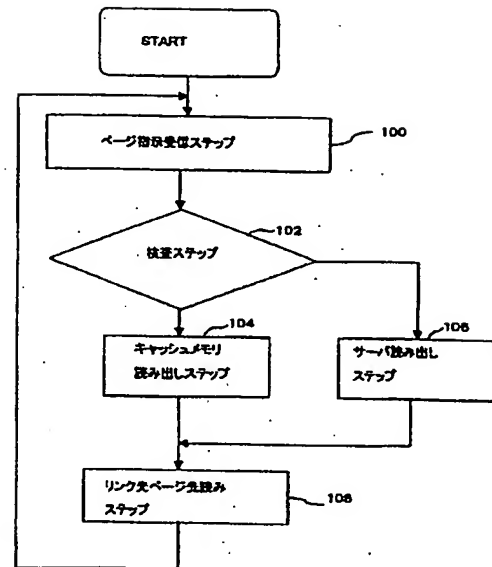 START
ページ指示受信ステップ
100
102
検査ステップ
104
キャッシュメモリ
読み出しステップ
106
サーバ読み出し
ステップ
リンク先ページ先読み
ステップ
108